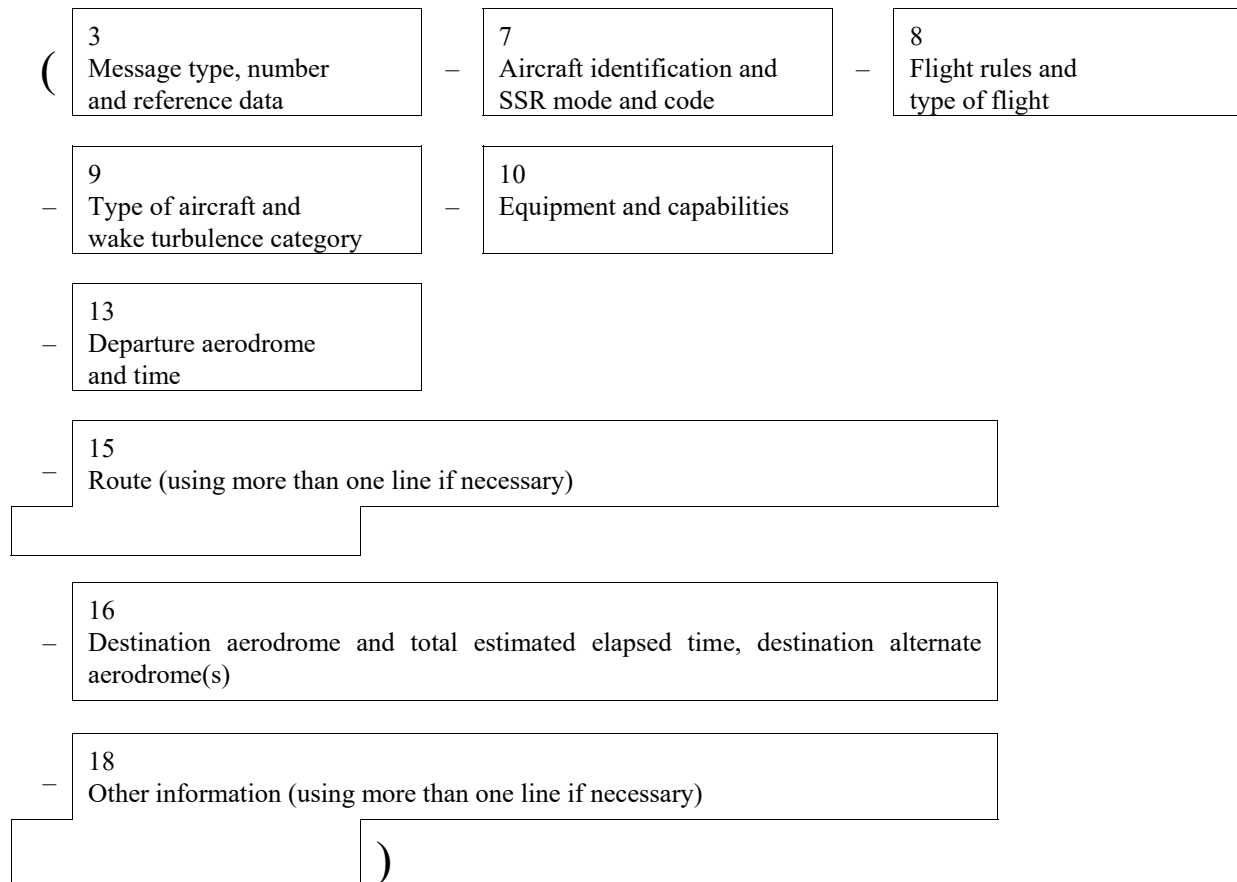 ( 3 – 7 – 8
Message type, number Aircraft identification and Flight rules and
and reference data SSR mode and code type of flight
– 9 – 10
Type of aircraft and Equipment and capabilities
wake turbulence category
– 13
Departure aerodrome
and time
– 15
Route (using more than one line if necessary)
– 16
Destination aerodrome and total estimated elapsed time, destination alternate
aerodrome(s)
– 18
Other information (using more than one line if necessary)
)